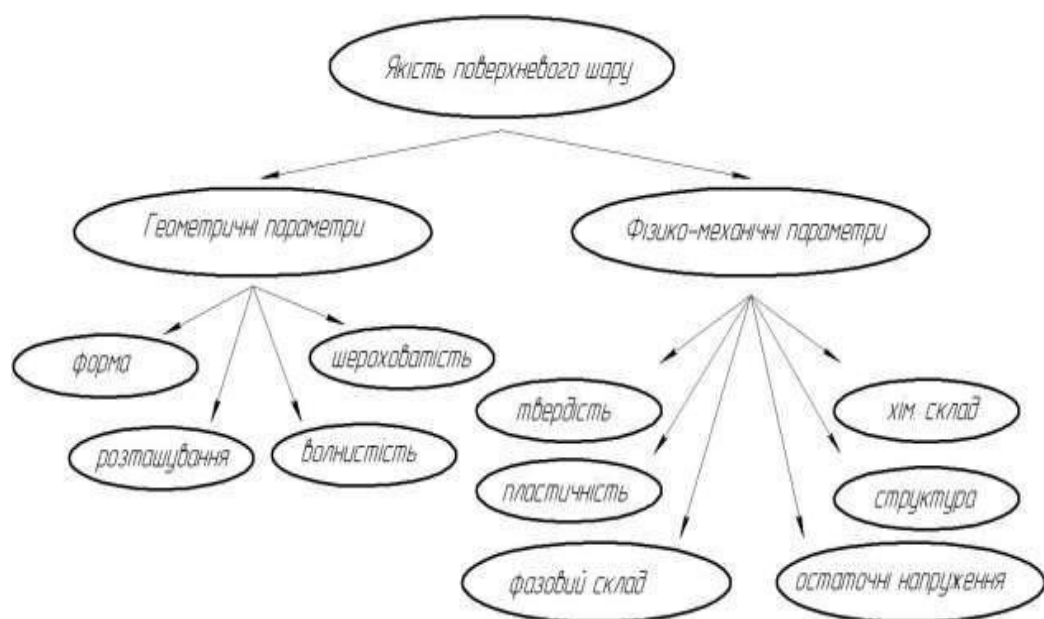 Якість поверхневого шару
Геометричні параметри
Фізико-механічні параметри
форма
шероховатість
розташування
волнистість
твердість
хім. склад
пластичність
структура
фазовий склад
остаточні напруження